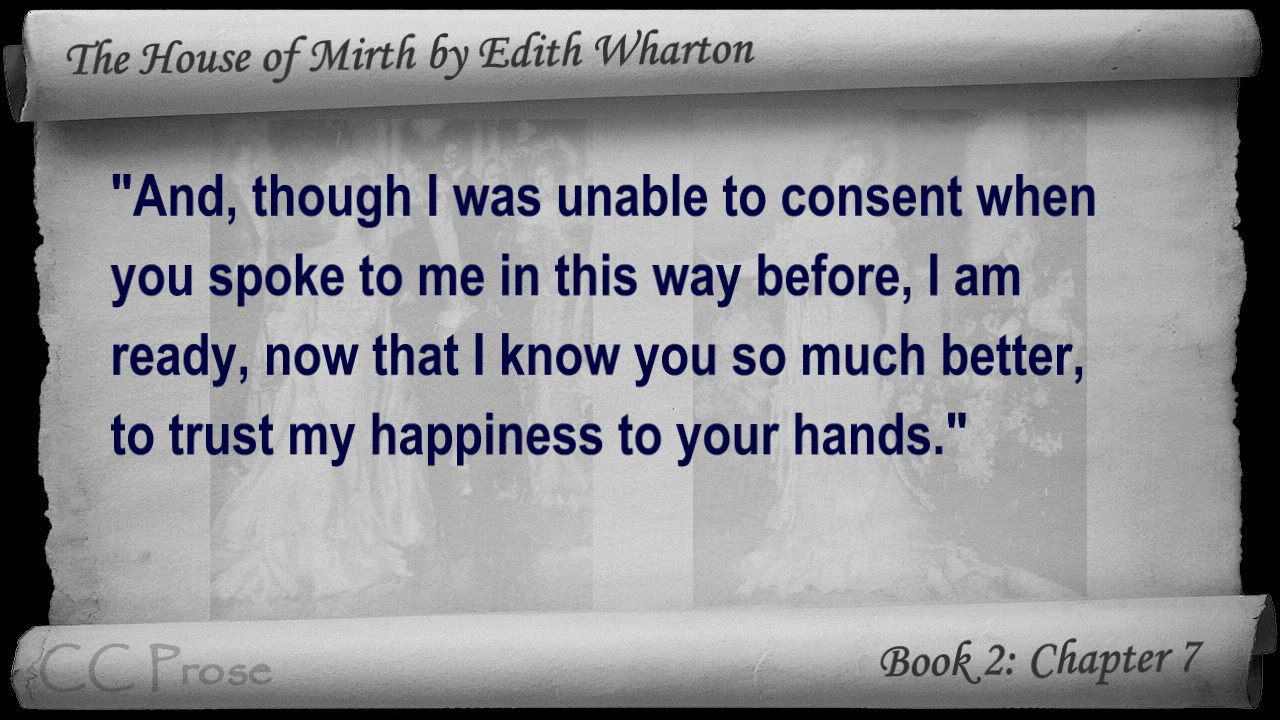 The House of Mirth by Edith Wharton
"And, though I was unable to consent when
you spoke to me in this way before, I am
ready, now that I know you so much better,
to trust my happiness to your hands."
CC Prose
Book 2: Chapter 7